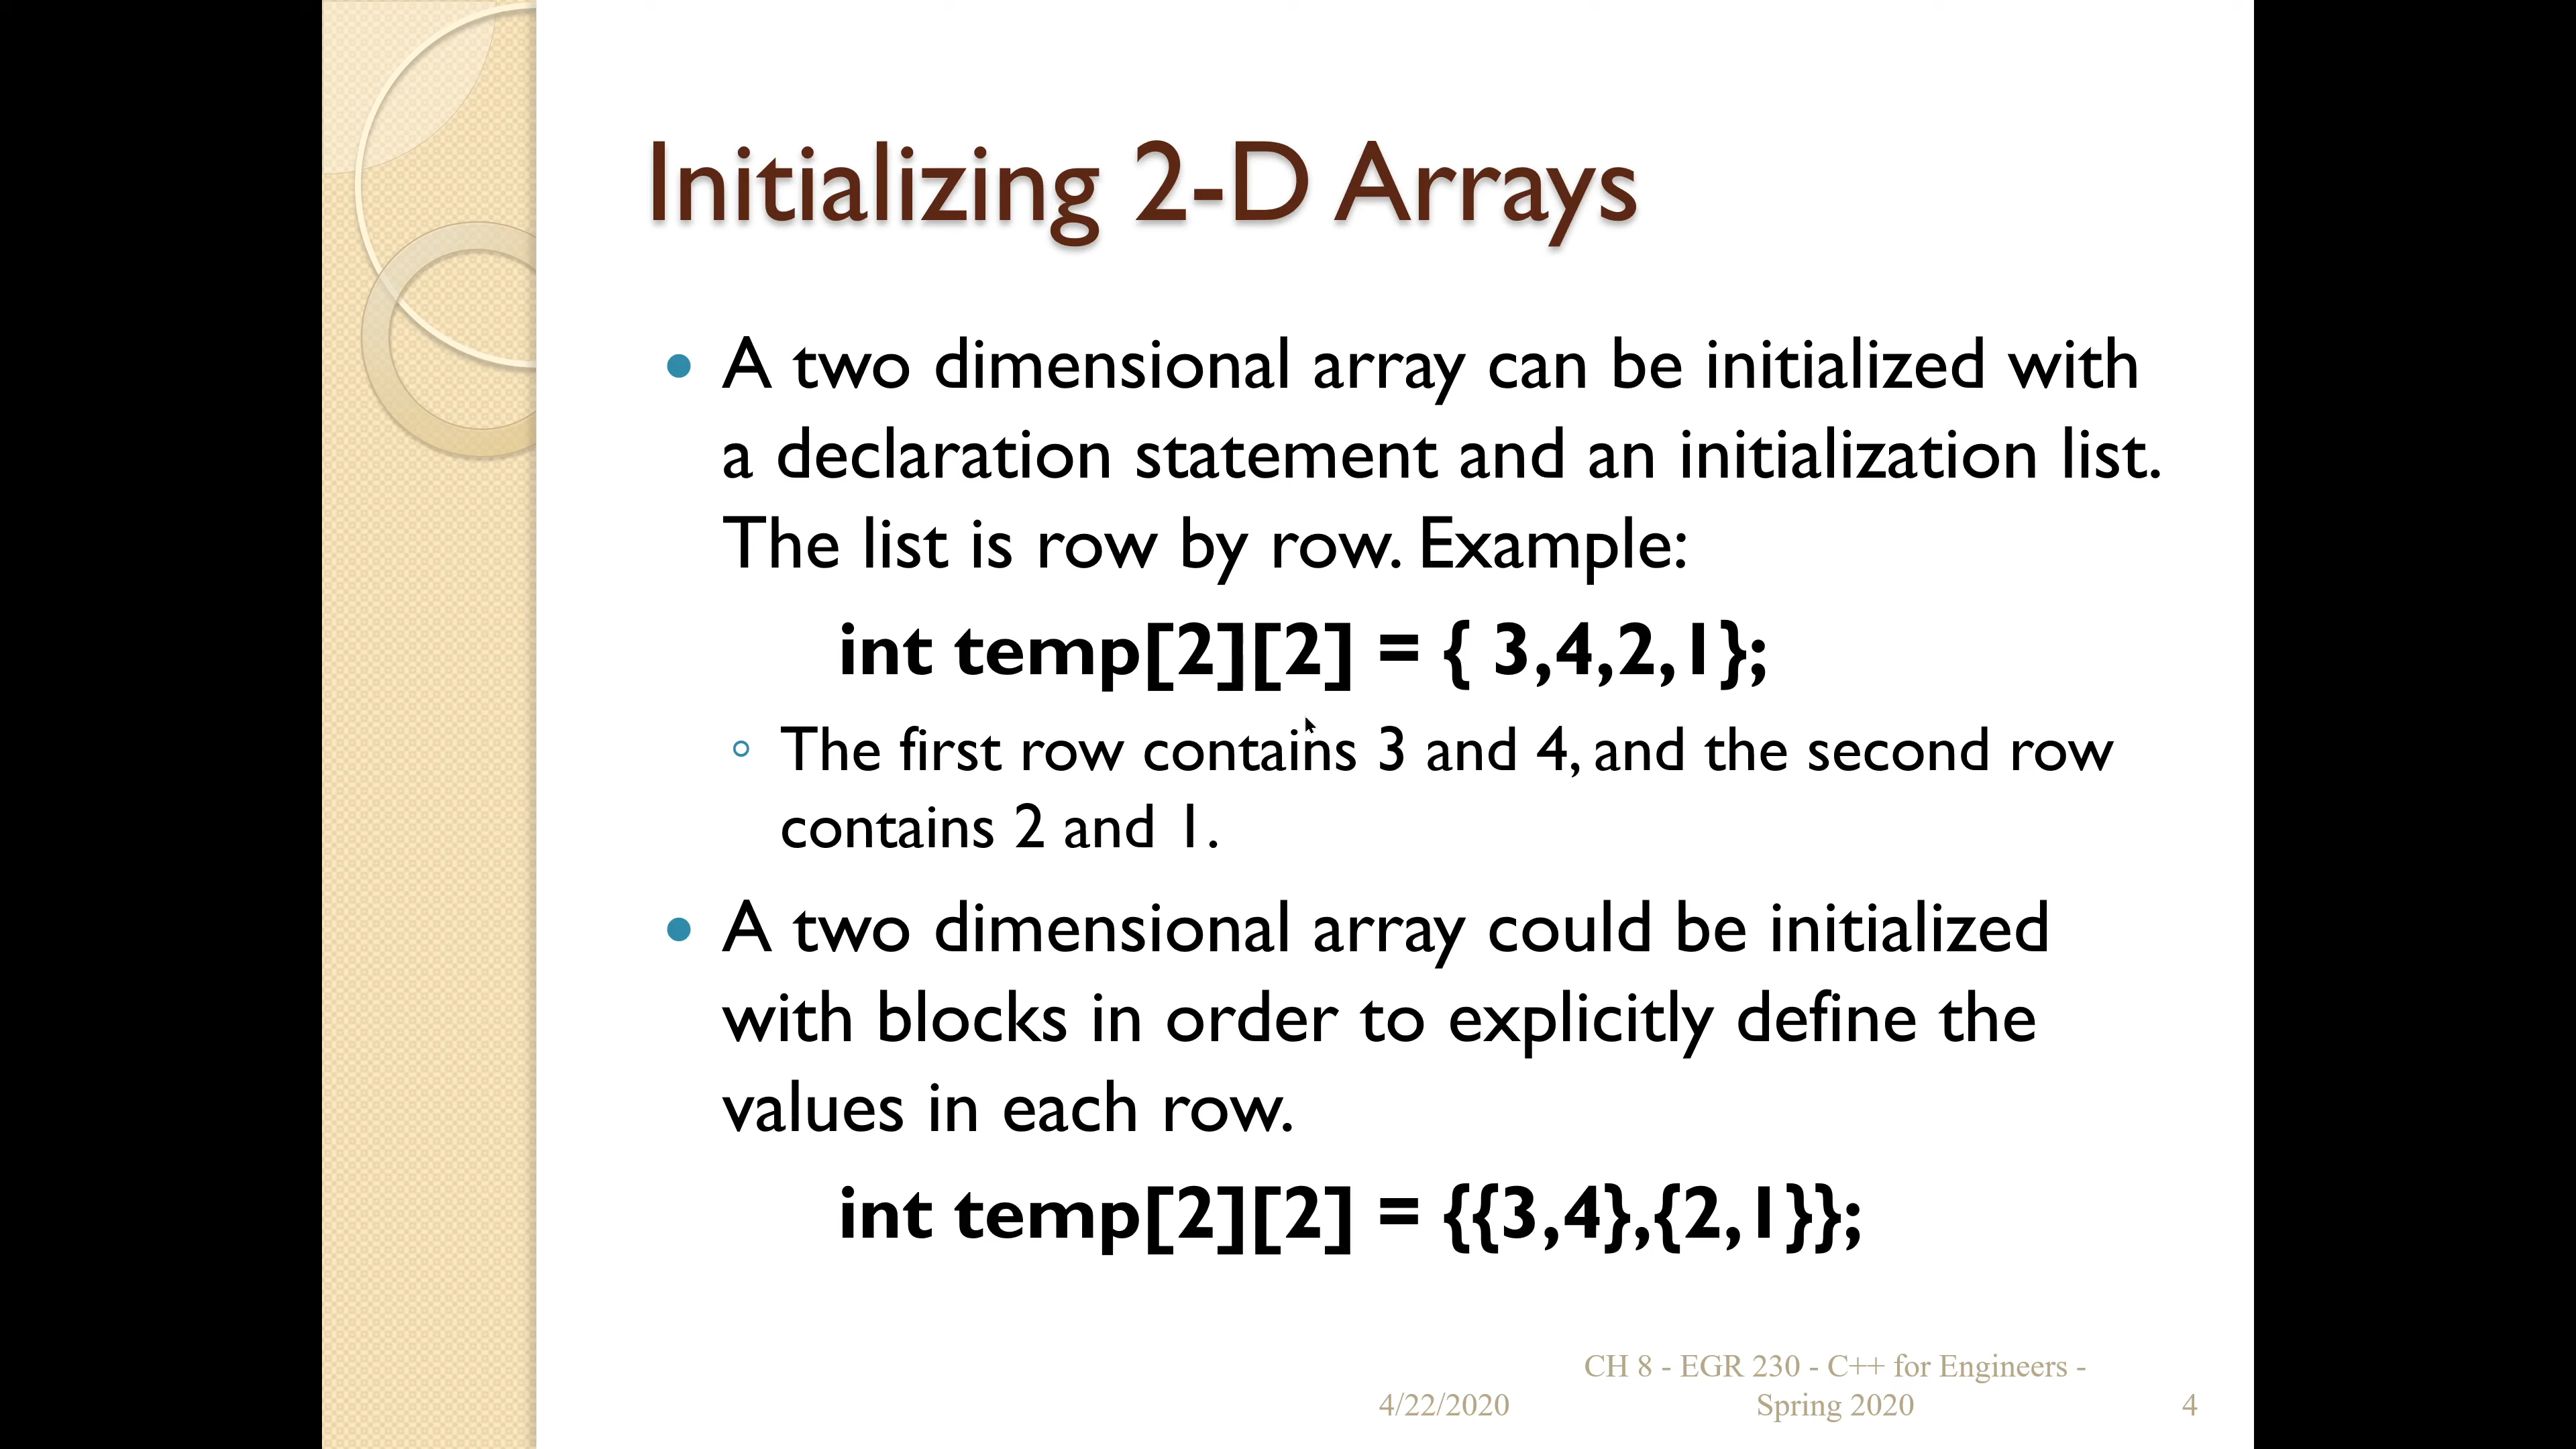 Initializing 2-D Arrays
A two dimensional array can be initialized with
a declaration statement and an initialization list.
The list is row by row. Example:
int temp[2][2] = { 3,4,2,1};
The first row contains 3 and 4, and the second row
contains 2 and 1.
A two dimensional array could be initialized
with blocks in order to explicitly define the
values in each row.
int temp[2][2] = {{3,4},{2,1}};
CH 8 - EGR 230 - C++ for Engineers -
4/22/2020 Spring 2020 4